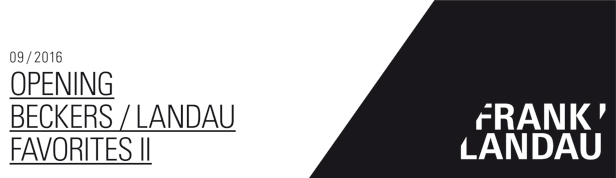 09/2016
OPENING
BECKERS / LANDAU
FAVORITES II
FRANK'
LANDAU